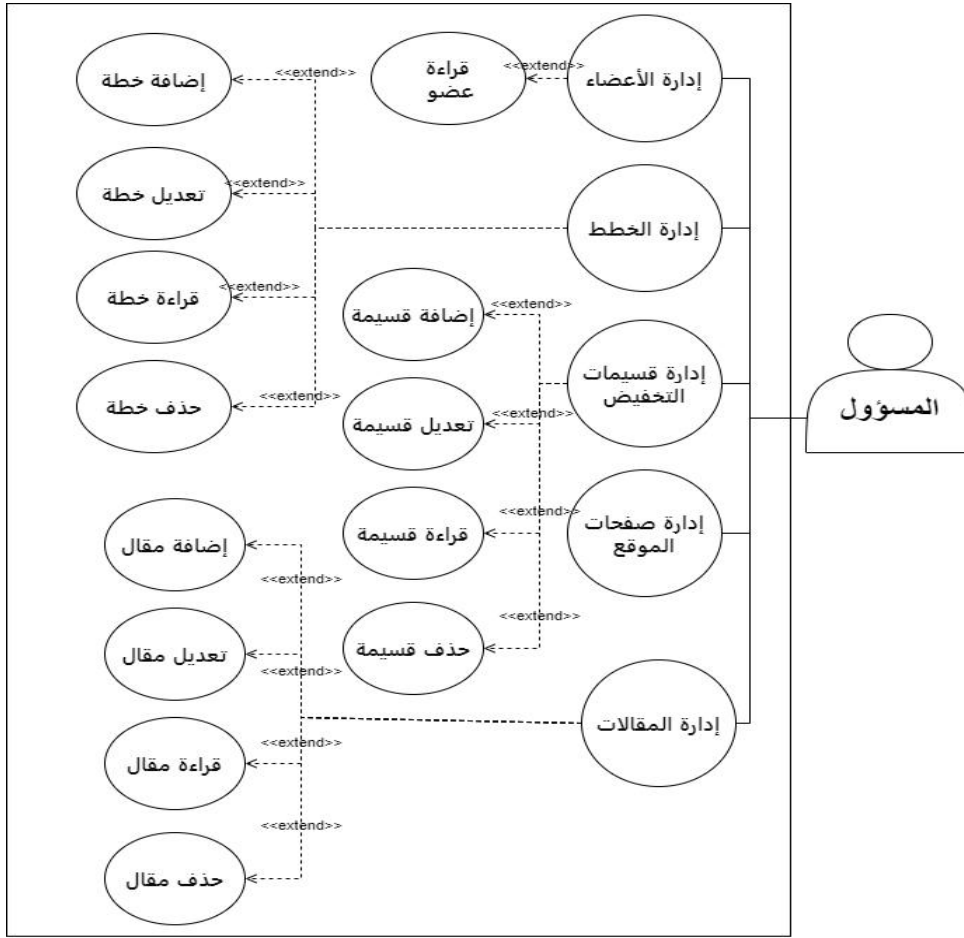 إدارة الأعضاء
<<extend>>
قراءة
عضو
<<extend>>
إضافة خطة
<<extend>>
تعديل خطة
إدارة الخطط
<<extend>>
قراءة خطة
<<extend>>
حذف خطة
إدارة قسيمات
التخفيض
<<extend>>
إضافة قسيمة
<<extend>>
تعديل قسيمة
<<extend>>
قراءة قسيمة
<<extend>>
حذف قسيمة
المسؤول
إدارة صفحات
الموقع
إدارة المقالات
إضافة مقال
<<extend>>
تعديل مقال
<<extend>>
قراءة مقال
<<extend>>
حذف مقال
<<extend>>